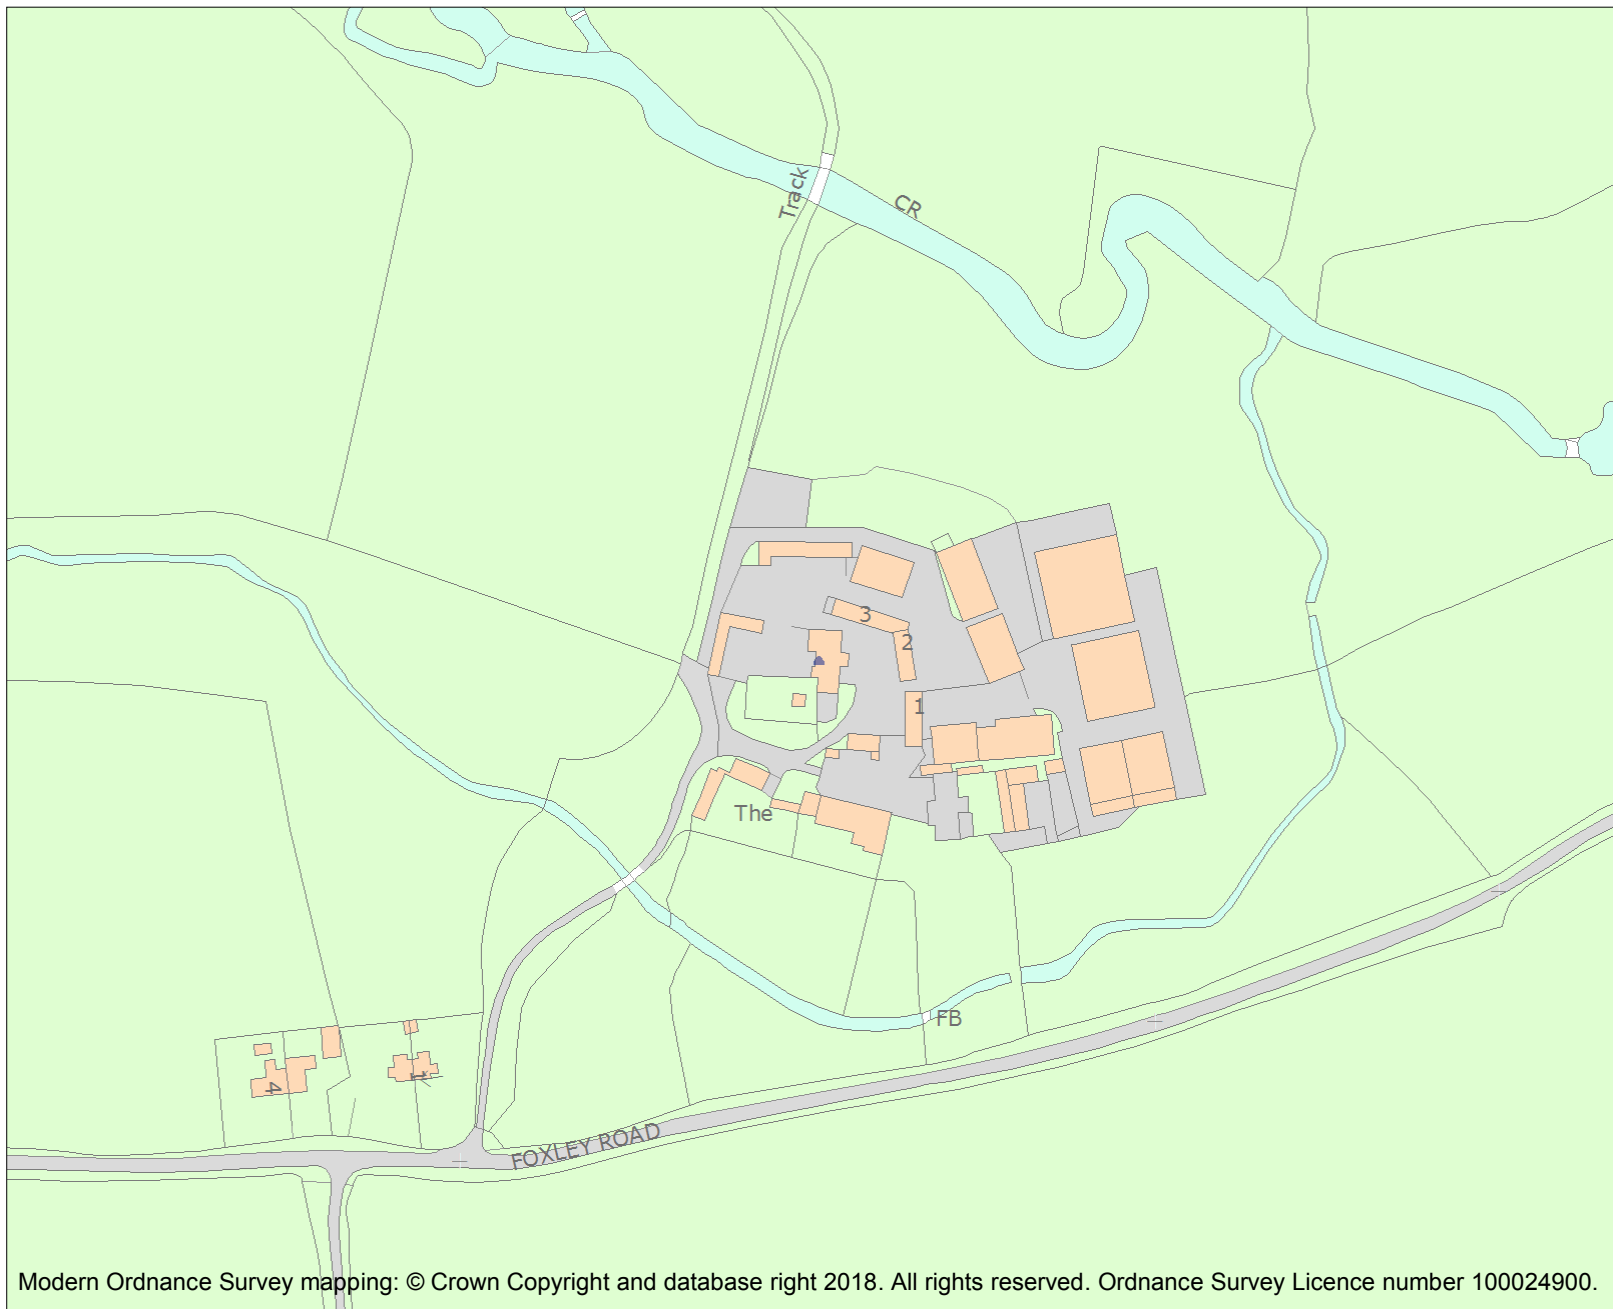 Track
CR
3
2
1
The
FB
4
1
FOXLEY ROAD
Modern Ordnance Survey mapping: © Crown Copyright and database right 2018. All rights reserved. Ordnance Survey Licence number 100024900.